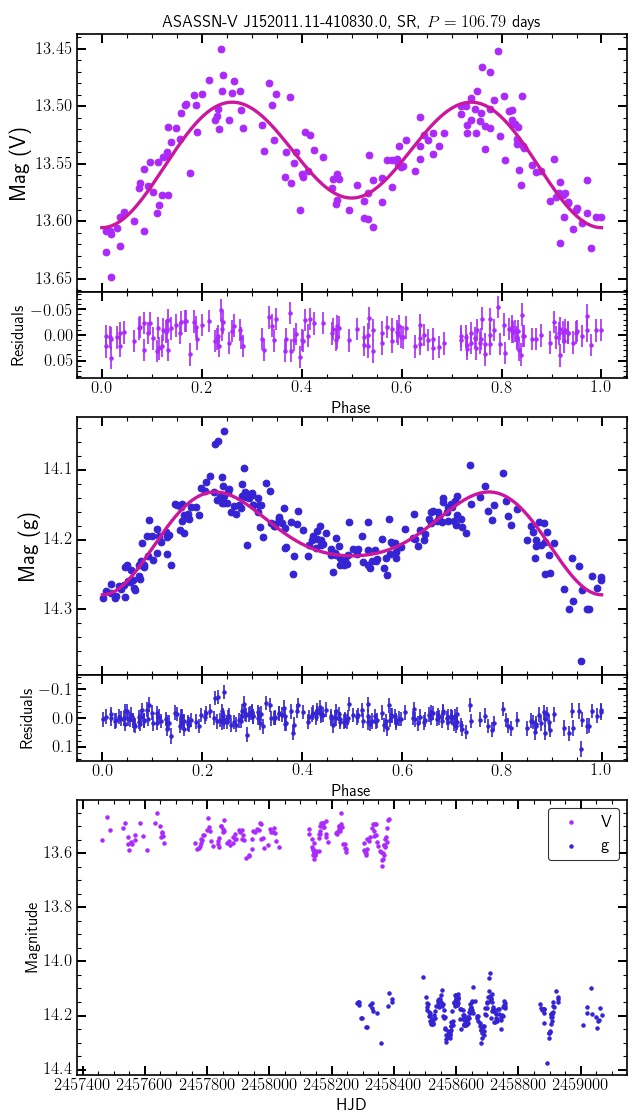 ASASSN-V J152011.11-410830.0, SR, P = 106.79 days
13.45
13.50
13.55
13.60
13.65
Mag (V)
−0.05
0.00
0.05
Residuals
0.0 0.2 0.4 0.6 0.8 1.0
Phase
14.1
14.2
14.3
Mag (g)
−0.1
0.0
0.1
Residuals
0.0 0.2 0.4 0.6 0.8 1.0
Phase
V
g
13.6
13.8
14.0
14.2
14.4
Magnitude
2457400 2457600 2457800 2458000 2458200 2458400 2458600 2458800 2459000
HJD